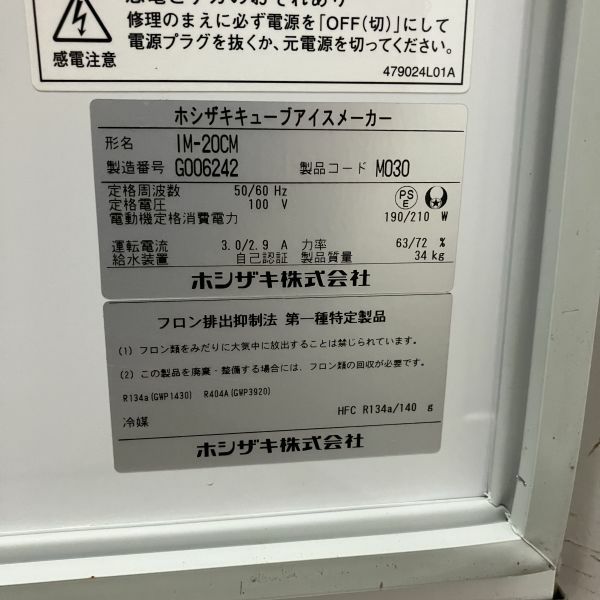 修理のまえに必ず電源を「OFF(切)」にして
電源プラグを抜くか、元電源を切ってください。
感電注意
479024L01A
ホシザキキューブアイスメーカー
形名 IM-20CM
製造番号 G006242 製品コード M030
定格周波数 50/60 Hz
定格電圧 100 V
PS
E
電動機定格消費電力 190/210 W
運転電流 3.0/2.9 A 力率 63/72 %
給水装置 自己認証 製品質量 34 kg
ホシザキ株式会社
フロン排出抑制法 第一種特定製品
(1) フロン類をみだりに大気中に放出することは禁じられています。
(2) この製品を廃棄・整備する場合には、フロン類の回収が必要です。
R134a(GWP1430) R404A(GWP3920)
冷媒 HFC R134a/140 g
ホシザキ株式会社